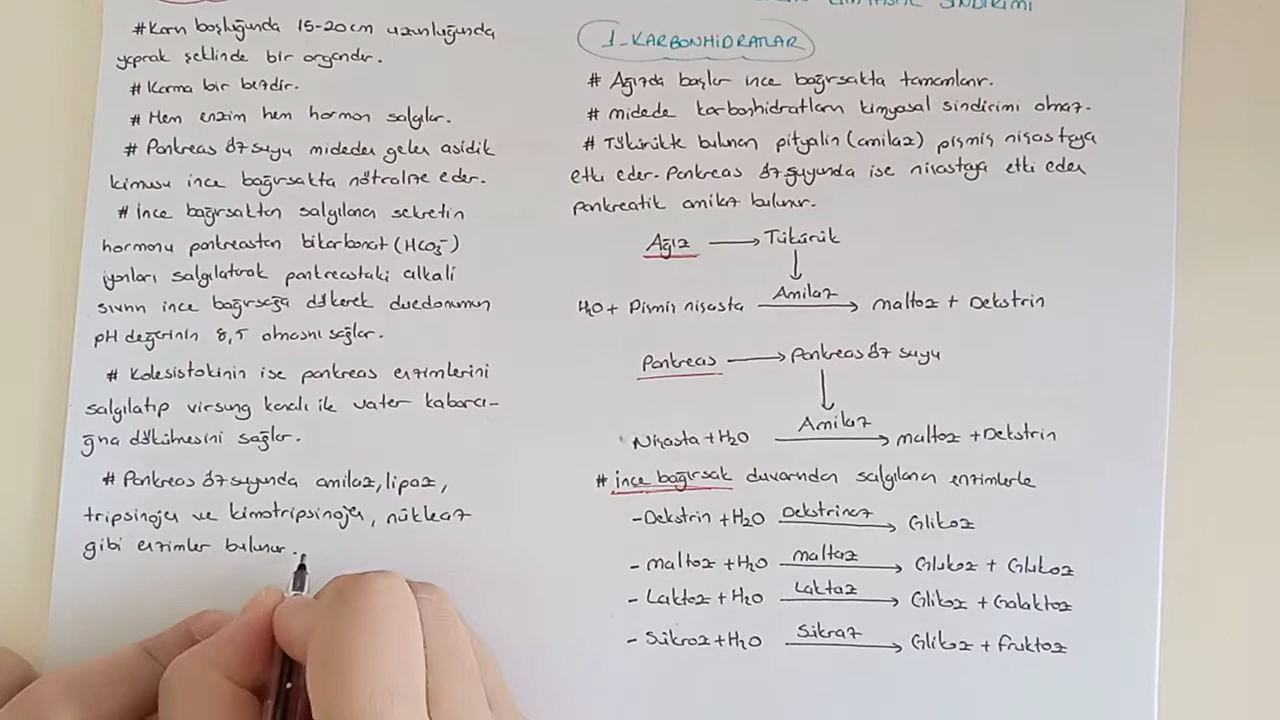 #Karın boşluğunda 15-20cm uzunluğunda
yaprak şeklinde bir organdır.
#Karma bir bezdir.
#Hem enzim hem hormon salgılar.
#Pankreas öz suyu mideden gelen asidik
kimusu ince bağırsakta nötralize eder.
#İnce bağırsaktan salgılanan sekretin
hormonu pankreastan bikarbonat (HCO3-)
iyonları salgılatarak pankreastaki alkali
sıvının ince bağırsağa dökerek duedonumun
pH değerinin 8,5 olmasını sağlar.
# Kolesistokinin ise pankreas enzimlerini
salgılatıp virsung kanalı ile vater kabarcı-
ğına dökülmesini sağlar.
# Pankreas öz suyunda amilaz, lipaz,
tripsinojen ve kimotripsinojen, nükleaz
gibi enzimler bulunur.
SİNDİRİMİ
1-KARBONHİDRATLAR
# Ağızda başlar ince bağırsakta tamamlanır.
# midede karbonhidratların kimyasal sindirimi olmaz.
# Tükürükte bulunan pityalin (amilaz) pişmiş nişastaya
etki eder. Pankreas öz suyunda ise nişastaya etki eden
pankreatik amilaz bulunur.
Ağız → Tükürük
↓
H2O + Pişmiş nişasta Amilaz → maltoz + Dekstrin
Pankreas → Pankreas öz suyu
↓
Nişasta + H2O Amilaz → maltoz + Dekstrin
# İnce bağırsak duvarından salgılanan enzimlerle
-Dekstrin + H2O Dekstrinaz → Glikoz
- maltoz + H2O maltaz → Glukoz + Glukoz
- Laktoz + H2O Laktaz → Glikoz + Galaktoz
- Sükroz + H2O Sükraz → Glikoz + fruktoz